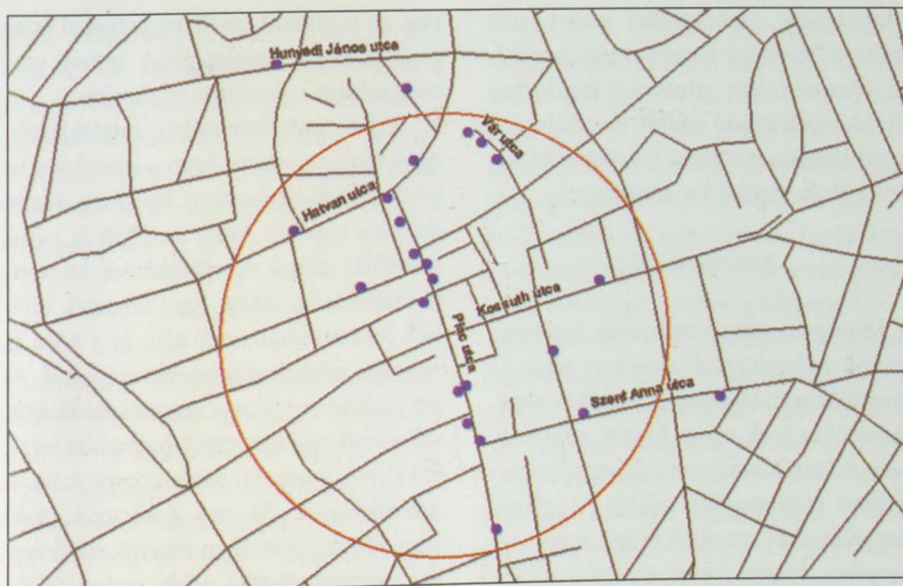 Hunyadi János utca
Vár utca
Hatvan utca
Kossuth utca
Piac utca
Szent Anna utca